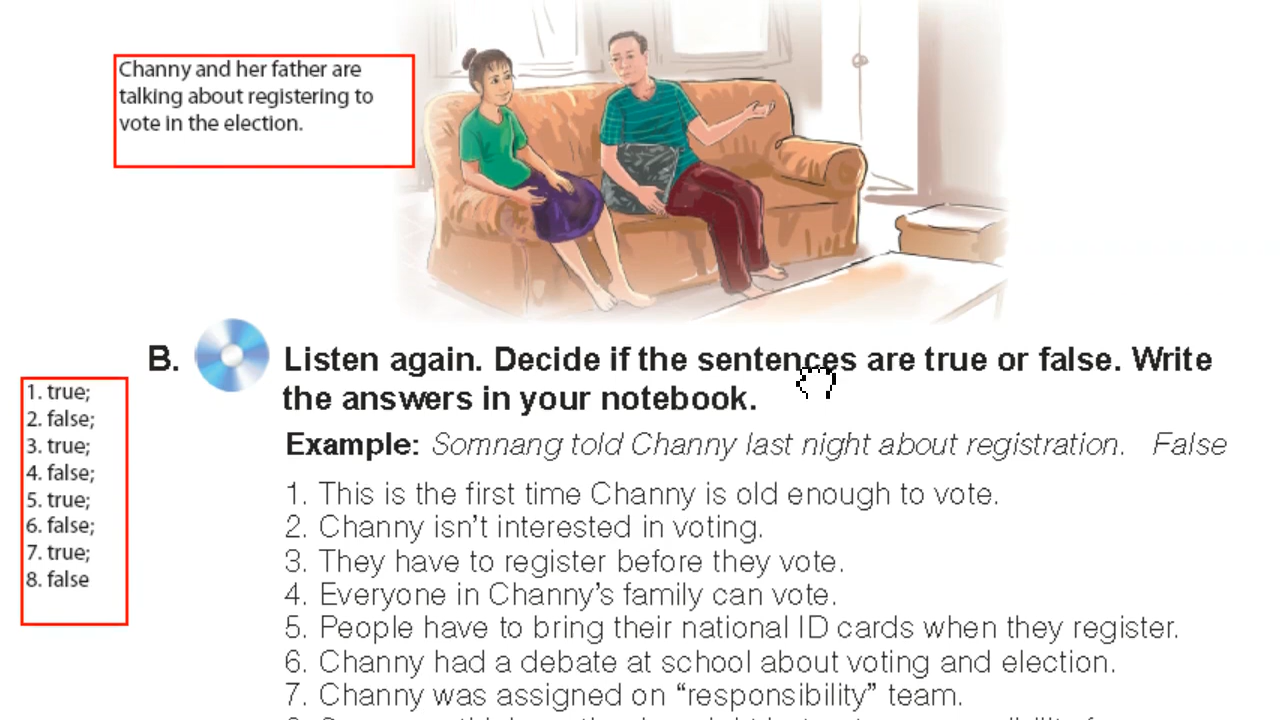 Channy and her father are
talking about registering to
vote in the election.
B. Listen again. Decide if the sentences are true or false. Write
the answers in your notebook.
Example: Somnang told Channy last night about registration. False
1. true;
2. false;
3. true;
4. false;
5. true;
6. false;
7. true;
8. false
1. This is the first time Channy is old enough to vote.
2. Channy isn’t interested in voting.
3. They have to register before they vote.
4. Everyone in Channy’s family can vote.
5. People have to bring their national ID cards when they register.
6. Channy had a debate at school about voting and election.
7. Channy was assigned on “responsibility” team.